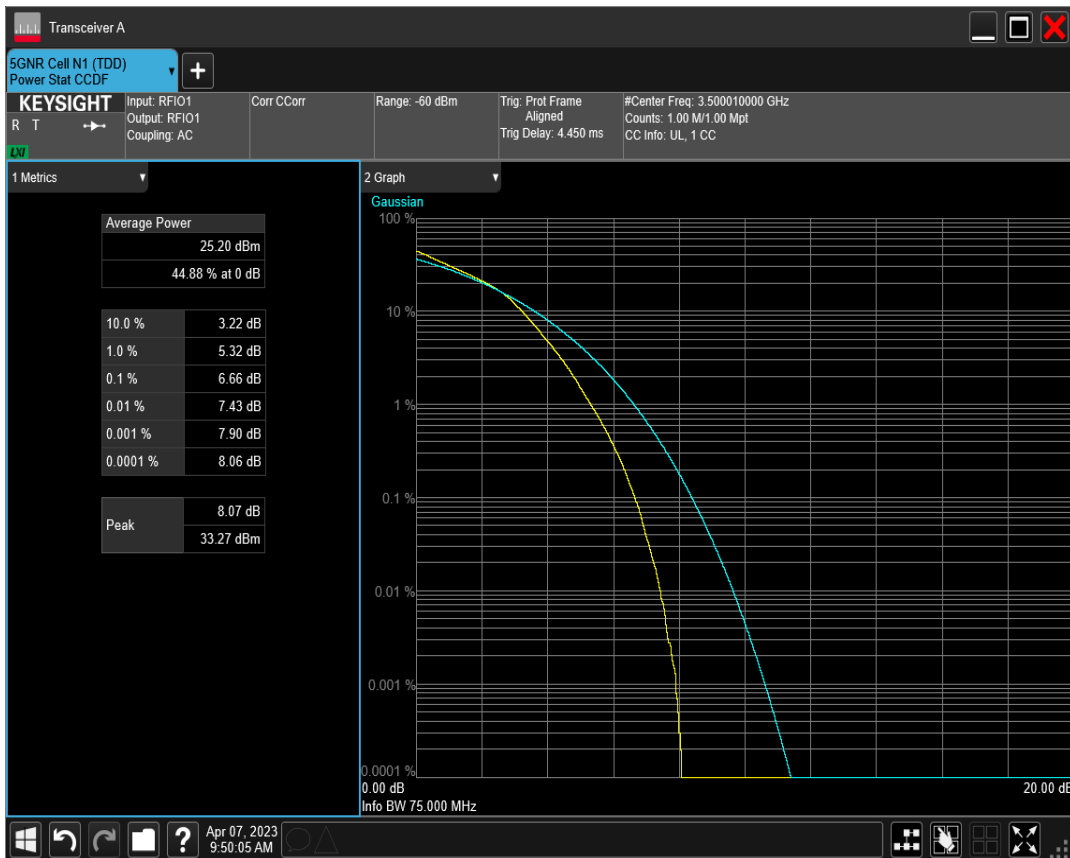 Transceiver A
5GNR Cell N1 (TDD)
Power Stat CCDF
+
KEYSIGHT
R T
LXI
Input: RFIO1
Output: RFIO1
Coupling: AC
Corr CCorr
Range: -60 dBm
Trig: Prot Frame
Aligned
Trig Delay: 4.450 ms
#Center Freq: 3.500010000 GHz
Counts: 1.00 M/1.00 Mpt
CC Info: UL, 1 CC
1 Metrics
Average Power
25.20 dBm
44.88 % at 0 dB
10.0 % 3.22 dB
1.0 % 5.32 dB
0.1 % 6.66 dB
0.01 % 7.43 dB
0.001 % 7.90 dB
0.0001 % 8.06 dB
Peak
8.07 dB
33.27 dBm
2 Graph
Gaussian
100 %
10 %
1 %
0.1 %
0.01 %
0.001 %
0.0001 %
0.00 dB 20.00 dB
Info BW 75.000 MHz
?
Apr 07, 2023
9:50:05 AM